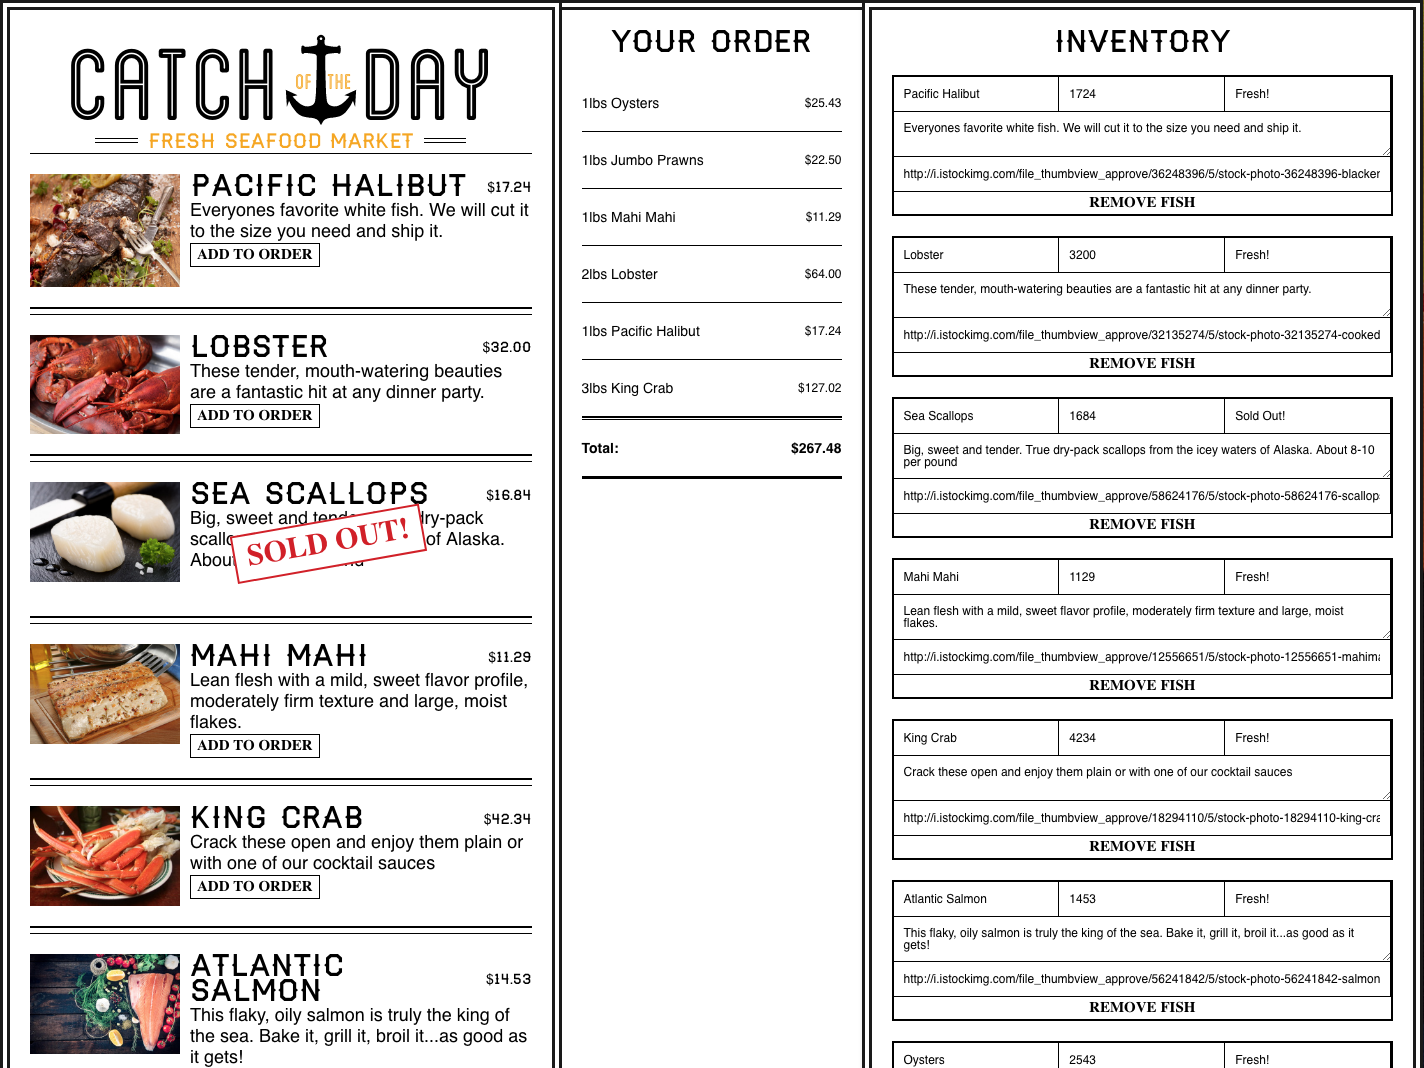 CATCH OF THE DAY
FRESH SEAFOOD MARKET
PACIFIC HALIBUT $17.24
Everyones favorite white fish. We will cut it
to the size you need and ship it.
ADD TO ORDER
LOBSTER $32.00
These tender, mouth-watering beauties
are a fantastic hit at any dinner party.
ADD TO ORDER
SEA SCALLOPS $16.84
Big, sweet and dry-pack
of Alaska.
About
SOLD OUT!
MAHI MAHI $11.29
Lean flesh with a mild, sweet flavor profile,
moderately firm texture and large, moist
flakes.
ADD TO ORDER
KING CRAB $42.34
Crack these open and enjoy them plain or
with one of our cocktail sauces
ADD TO ORDER
ATLANTIC
SALMON $14.53
This flaky, oily salmon is truly the king of
the sea. Bake it, grill it, broil it...as good as
it gets!
YOUR ORDER
1lbs Oysters $25.43
1lbs Jumbo Prawns $22.50
1lbs Mahi Mahi $11.29
2lbs Lobster $64.00
1lbs Pacific Halibut $17.24
3lbs King Crab $127.02
Total: $267.48
INVENTORY
Pacific Halibut 1724 Fresh!
Everyones favorite white fish. We will cut it to the size you need and ship it.
http://i.istockimg.com/file_thumbview_approve/36248396/5/stock-photo-36248396-blacker
REMOVE FISH
Lobster 3200 Fresh!
These tender, mouth-watering beauties are a fantastic hit at any dinner party.
http://i.istockimg.com/file_thumbview_approve/32135274/5/stock-photo-32135274-cooked
REMOVE FISH
Sea Scallops 1684 Sold Out!
Big, sweet and tender. True dry-pack scallops from the icey waters of Alaska. About 8-10
per pound
http://i.istockimg.com/file_thumbview_approve/58624176/5/stock-photo-58624176-scallops
REMOVE FISH
Mahi Mahi 1129 Fresh!
Lean flesh with a mild, sweet flavor profile, moderately firm texture and large, moist
flakes.
http://i.istockimg.com/file_thumbview_approve/12556651/5/stock-photo-12556651-mahima
REMOVE FISH
King Crab 4234 Fresh!
Crack these open and enjoy them plain or with one of our cocktail sauces
http://i.istockimg.com/file_thumbview_approve/18294110/5/stock-photo-18294110-king-cra
REMOVE FISH
Atlantic Salmon 1453 Fresh!
This flaky, oily salmon is truly the king of the sea. Bake it, grill it, broil it...as good as it
gets!
http://i.istockimg.com/file_thumbview_approve/56241842/5/stock-photo-56241842-salmon
REMOVE FISH
Oysters 2543 Fresh!